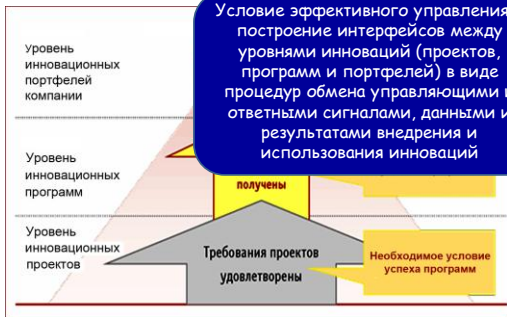 Условие эффективного управления
построение интерфейсов между
уровнями инноваций (проектов,
программ и портфелей) в виде
процедур обмена управляющими и
ответными сигналами, данными и
результатами внедрения и
использования инноваций
Уровень
инновационных
портфелей
компании
Уровень
инновационных
программ
получены
Уровень
инновационных
проектов
Требования проектов
удовлетворены
Необходимое условие
успеха программ